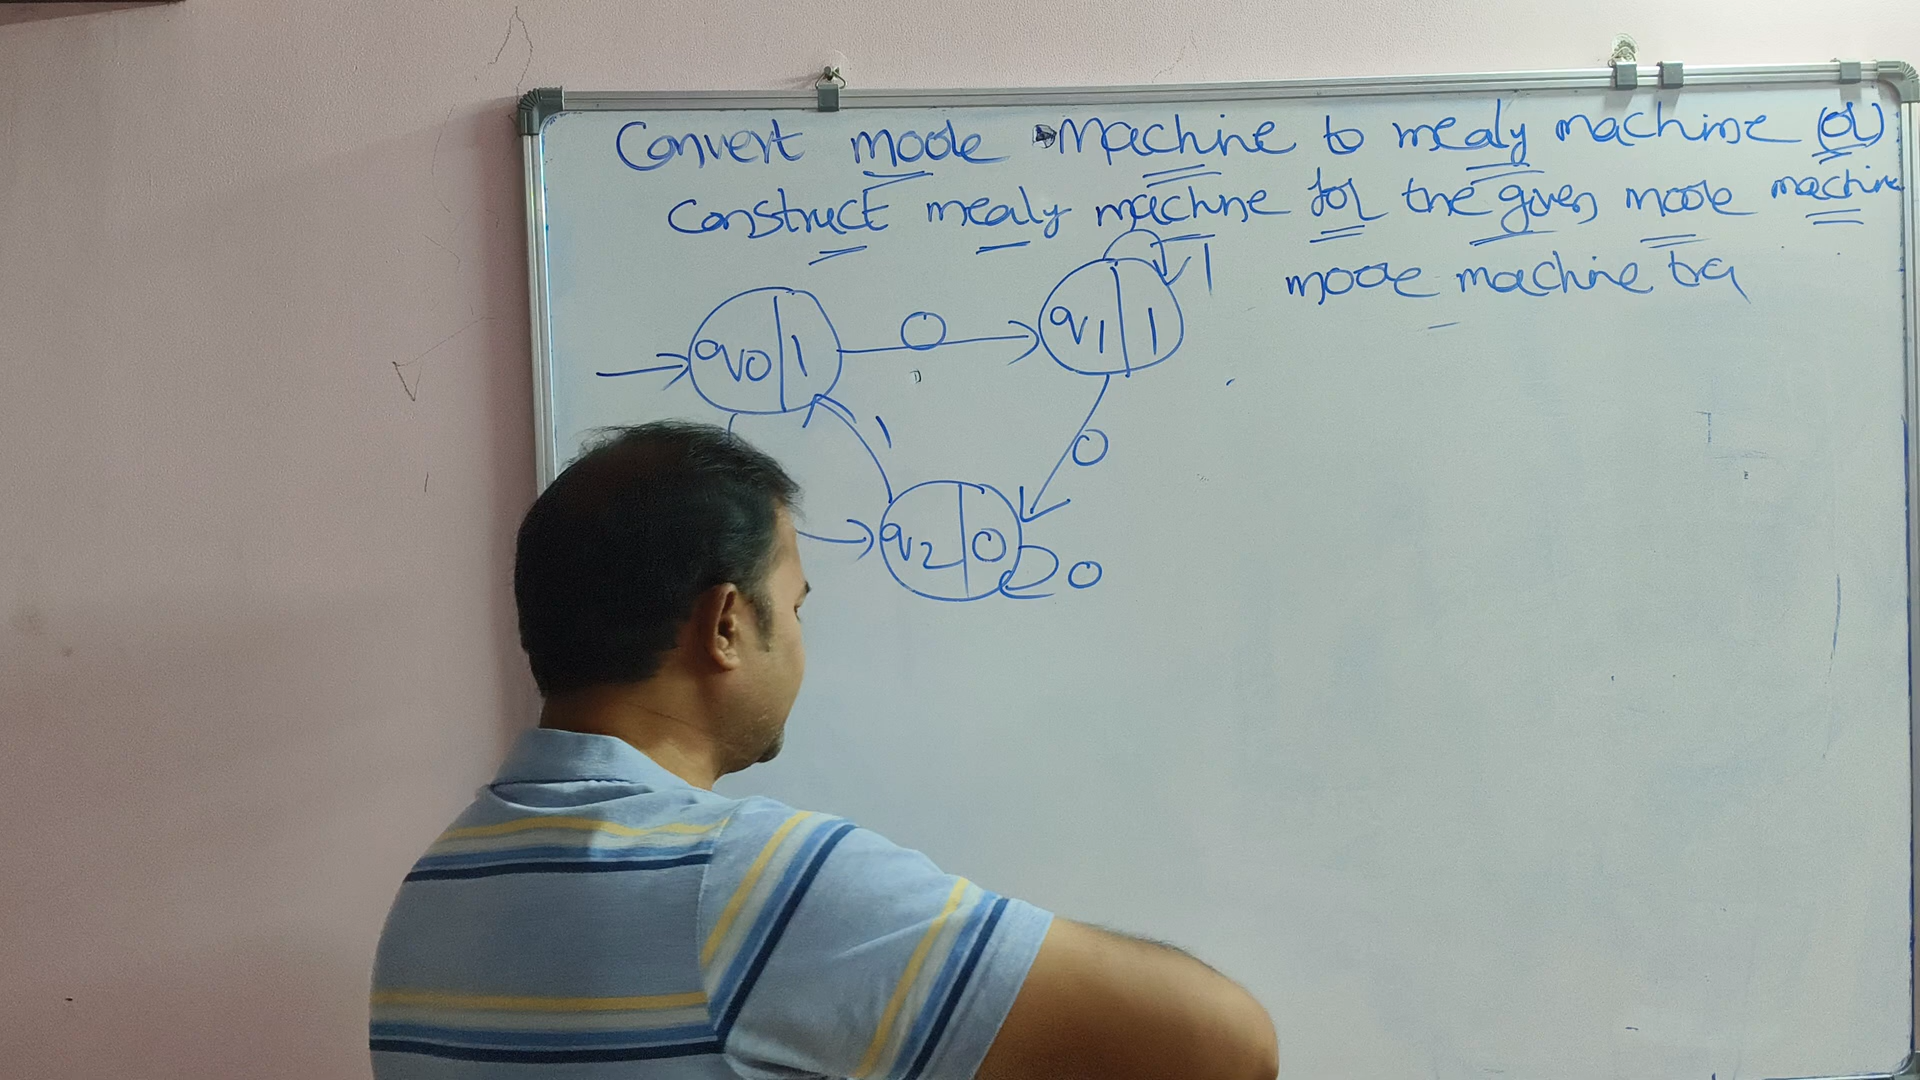 Convert moore machine to mealy machine (or)
construct mealy machine for the given moore machine
moore machine tra
q0 | 1
0
q1 | 1
1
1
0
q2 | 0
0